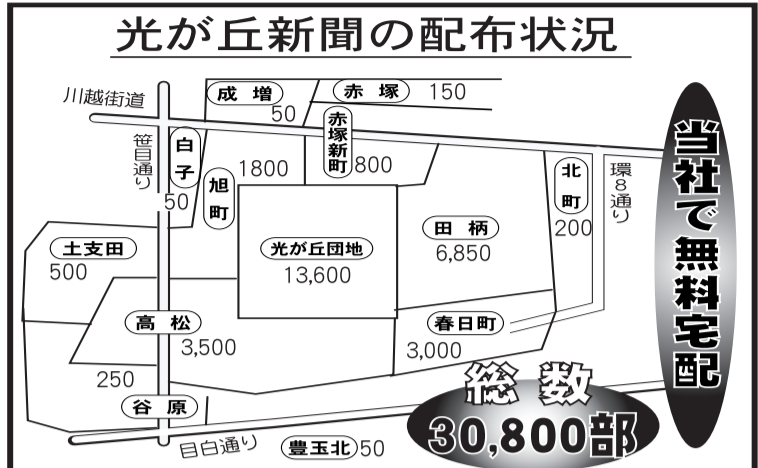 光が丘新聞の配布状況
川越街道
成増
50
赤塚
150
笹目通り
白子
50
旭町
1800
赤塚新町
800
北町
200
環8通り
当社で無料宅配
土支田
500
光が丘団地
13,600
田柄
6,850
高松
3,500
春日町
3,000
250
谷原
目白通り
豊玉北
50
総数
30,800部